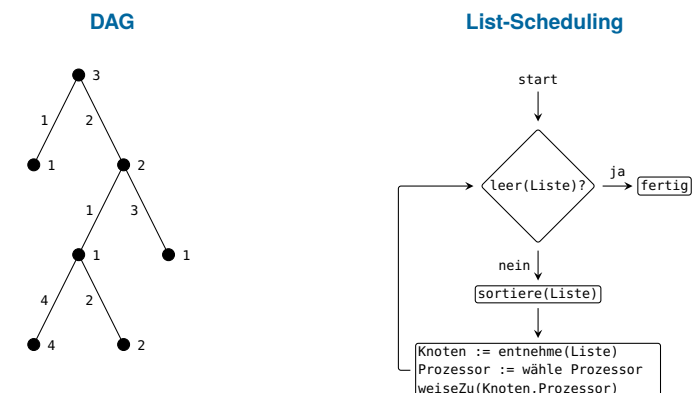 DAG
3
1
2
1
2
1
3
1
1
4
2
4
2
List-Scheduling
start
leer(Liste)?
ja
fertig
nein
sortiere(Liste)
Knoten := entnehme(Liste)
Prozessor := wähle Prozessor
weiseZu(Knoten,Prozessor)